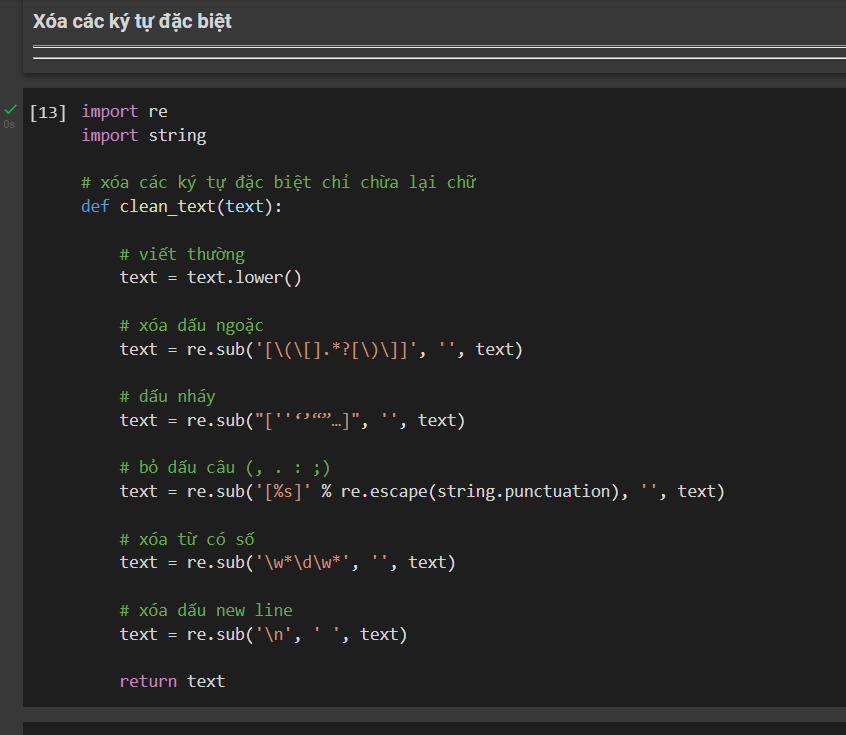 Xóa các ký tự đặc biệt
[13] import re
0s
import string
# xóa các ký tự đặc biệt chỉ chừa lại chữ
def clean_text(text):
# viết thường
text = text.lower()
# xóa dấu ngoặc
text = re.sub('[\(\[].*?[\)\]]', '', text)
# dấu nháy
text = re.sub("[''‘’“”…]", '', text)
# bỏ dấu câu (, . : ;)
text = re.sub('[%s]' % re.escape(string.punctuation), '', text)
# xóa từ có số
text = re.sub('\w*\d\w*', '', text)
# xóa dấu new line
text = re.sub('\n', ' ', text)
return text